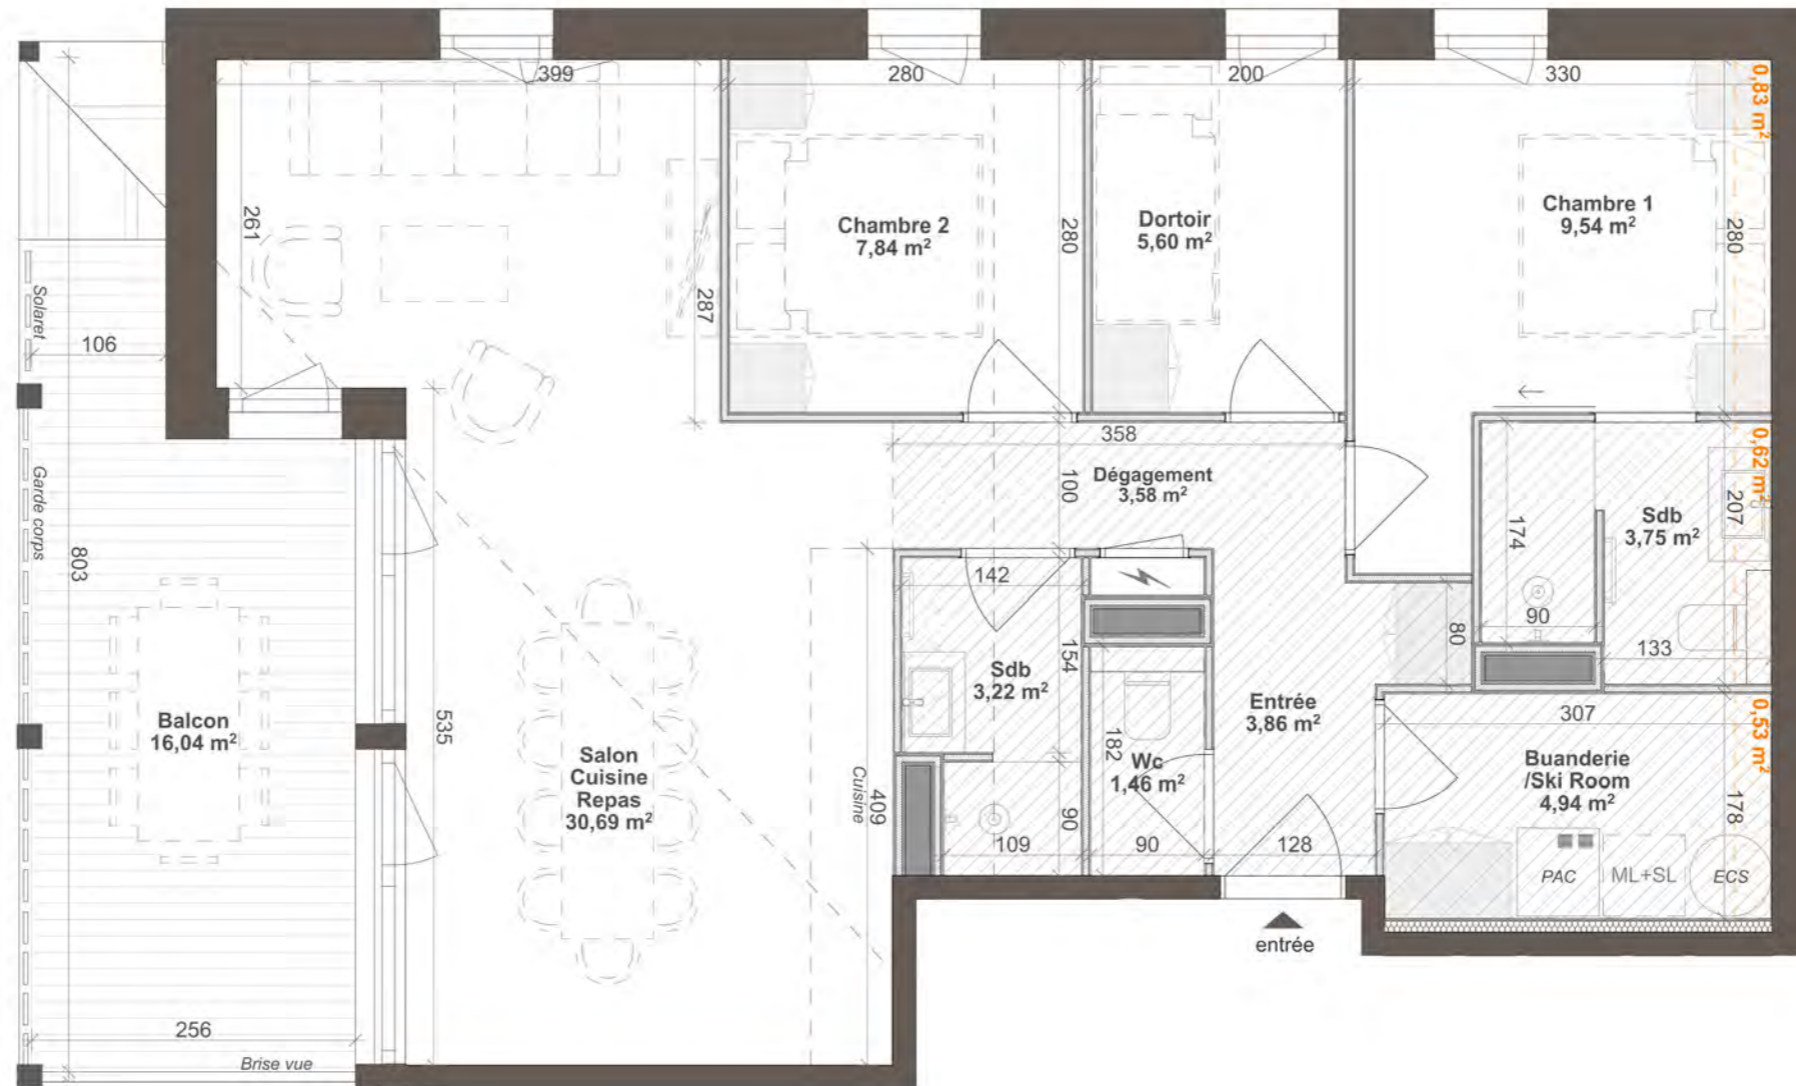 399
280
200
330
0,83 m²
261
287
Chambre 2
7,84 m²
280
Dortoir
5,60 m²
Chambre 1
9,54 m²
280
Solaret
106
Garde corps
803
358
Dégagement
3,58 m²
100
0,62 m²
207
Sdb
3,75 m²
174
90
133
142
154
Sdb
3,22 m²
80
Entrée
3,86 m²
307
0,53 m²
Buanderie
/Ski Room
4,94 m²
178
Balcon
16,04 m²
535
Salon
Cuisine
Repas
30,69 m²
Cuisine
409
182
Wc
1,46 m²
90
109
90
128
PAC
ML+SL
ECS
entrée
256
Brise vue